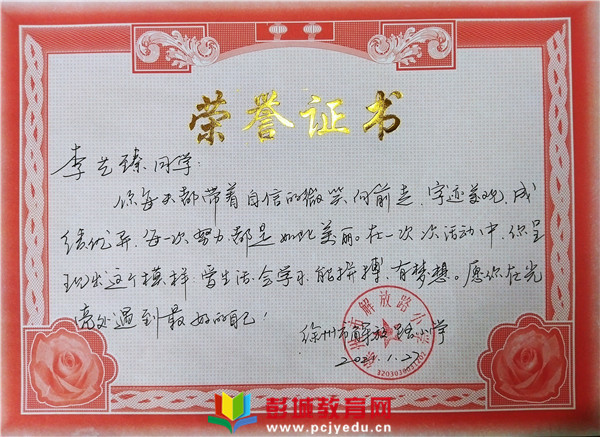 荣誉证书
李艺臻同学：
你每天都带着自信的微笑向前走，字迹美观，成
绩优异，每一次努力都是如此美丽。在一次次活动中，你呈
现出这个模样：爱生活、会学习、能拼搏、有梦想。愿你在光
亮处遇到最好的自己！
徐州市解放路小学
2021.1.27
彭城教育网
www.pcjyedu.cn